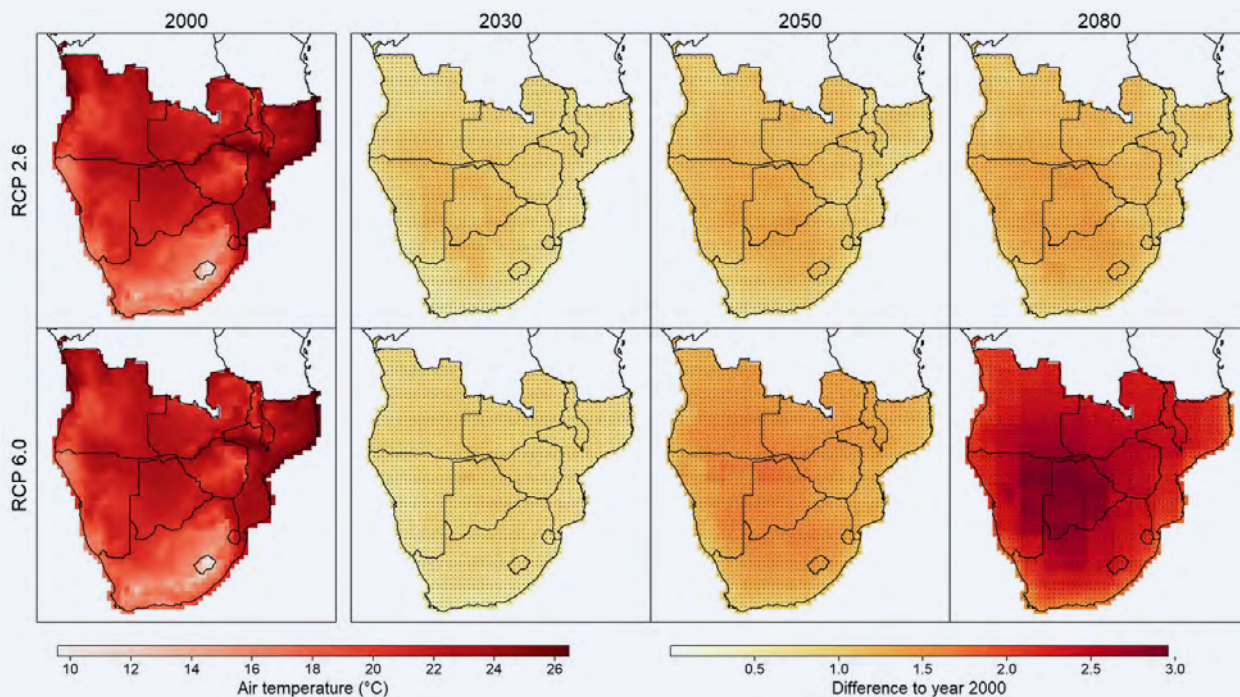 2000 2030 2050 2080
RCP 2.6
RCP 6.0
10 12 14 16 18 20 22 24 26
Air temperature (°C)
0.5 1.0 1.5 2.0 2.5 3.0
Difference to year 2000